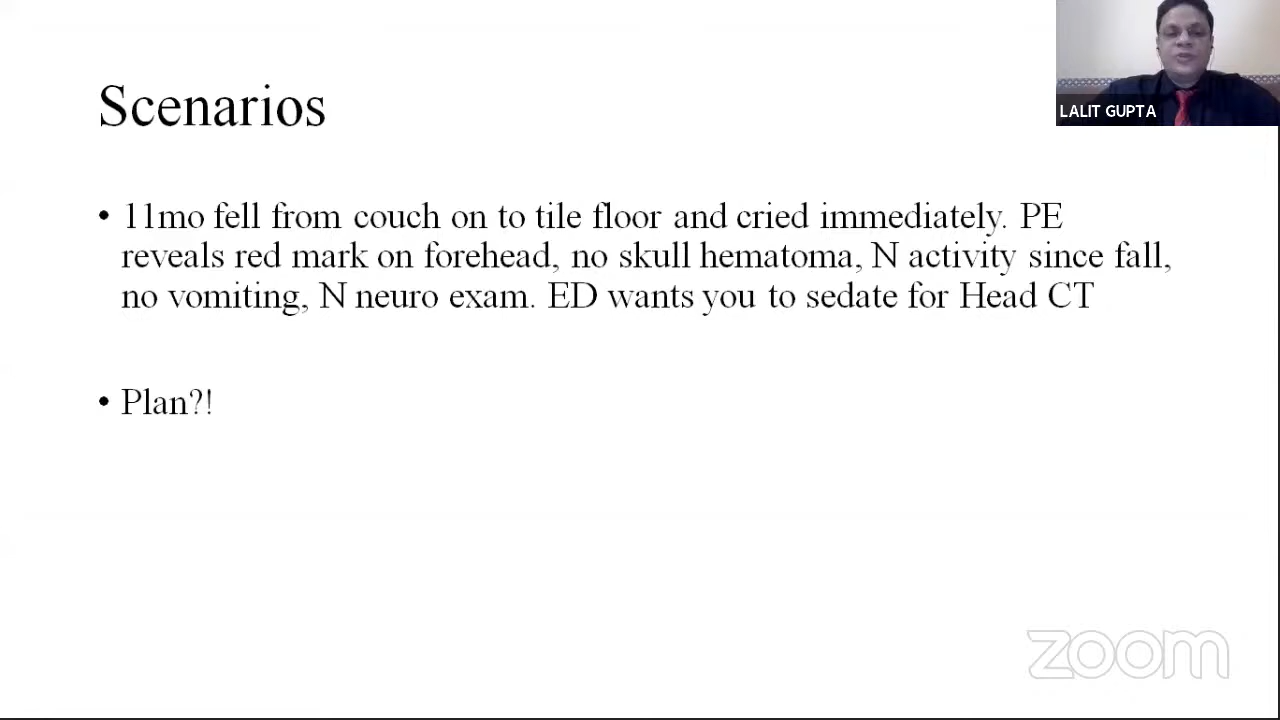 LALIT GUPTA
Scenarios
• 11mo fell from couch on to tile floor and cried immediately. PE
reveals red mark on forehead, no skull hematoma, N activity since fall,
no vomiting, N neuro exam. ED wants you to sedate for Head CT
• Plan?!
zoom